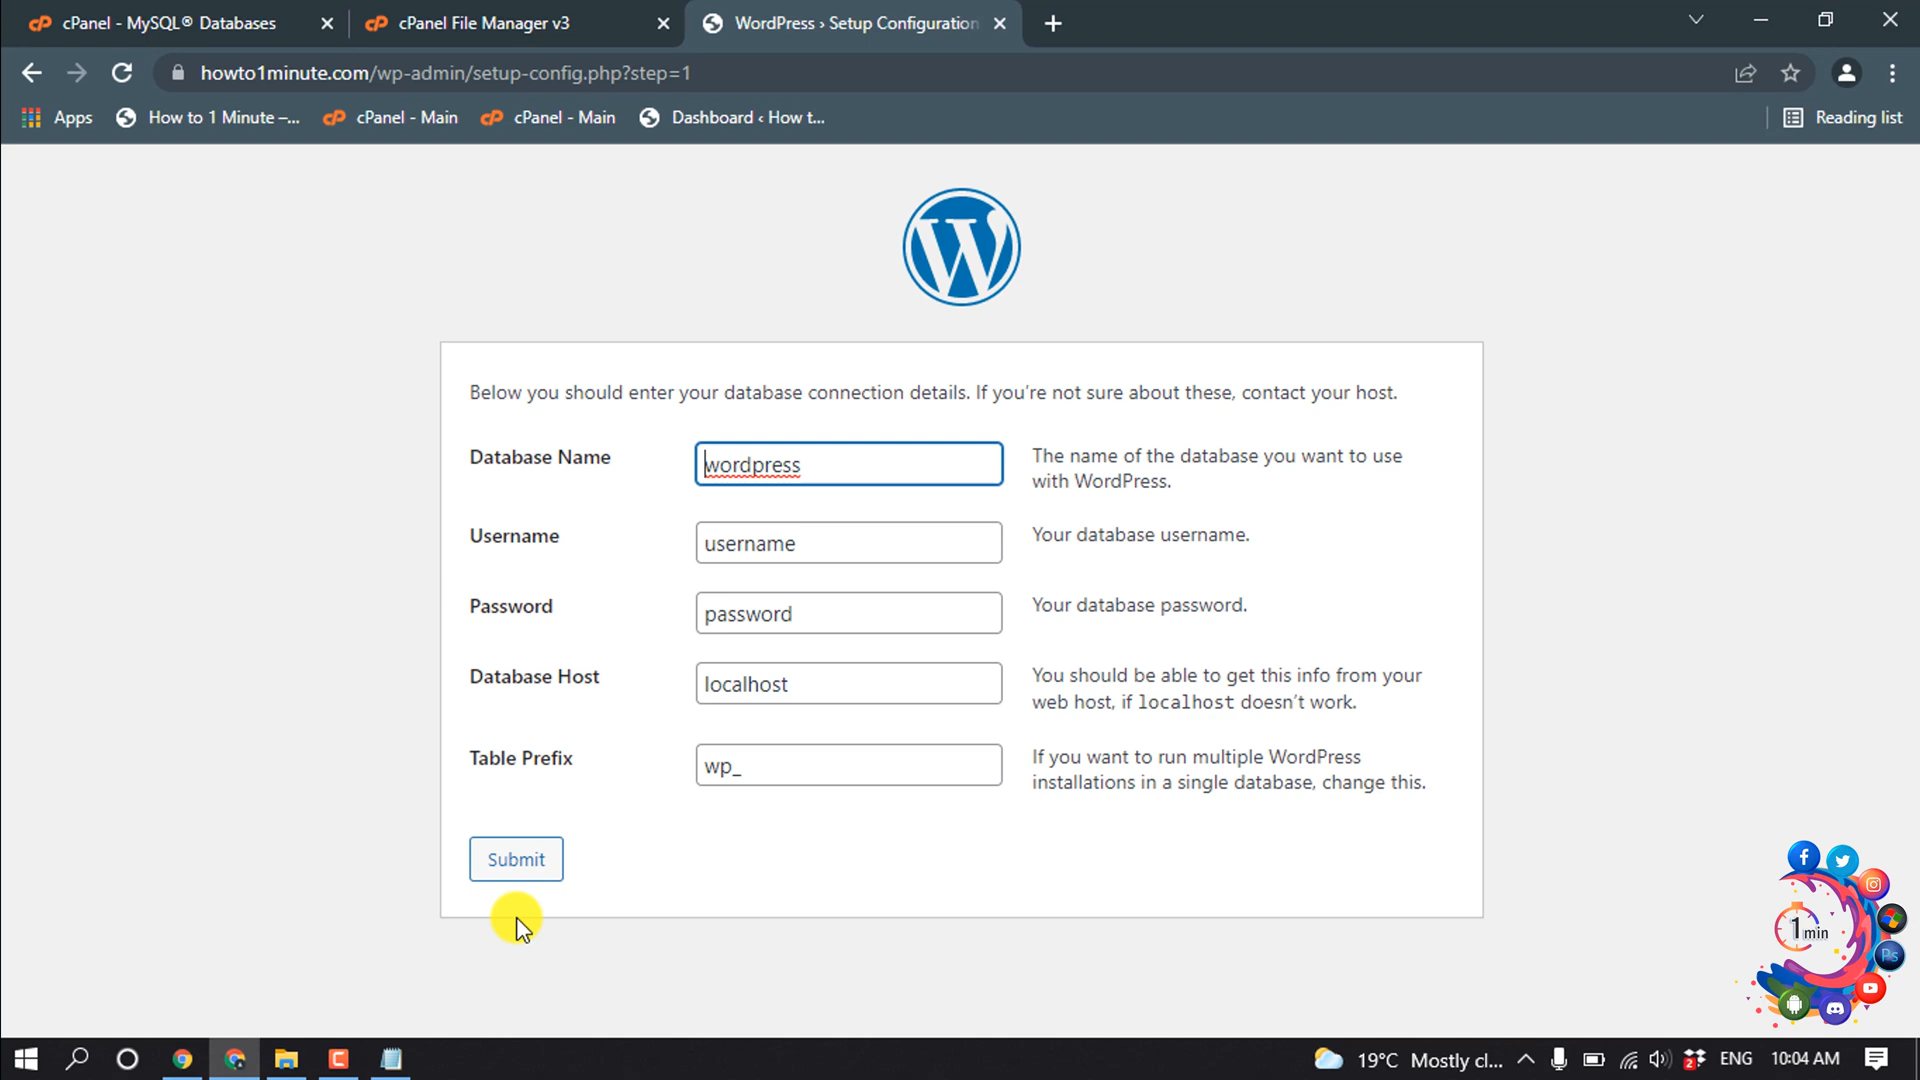 cPanel - MySQL® Databases
cPanel File Manager v3
WordPress › Setup Configuration
howto1minute.com/wp-admin/setup-config.php?step=1
Apps
How to 1 Minute –...
cPanel - Main
cPanel - Main
Dashboard ‹ How t...
Reading list
Below you should enter your database connection details. If you're not sure about these, contact your host.
Database Name
wordpress
The name of the database you want to use
with WordPress.
Username
username
Your database username.
Password
password
Your database password.
Database Host
localhost
You should be able to get this info from your
web host, if localhost doesn't work.
Table Prefix
wp_
If you want to run multiple WordPress
installations in a single database, change this.
Submit
1 min
Ps
19°C Mostly cl...
2
ENG
10:04 AM